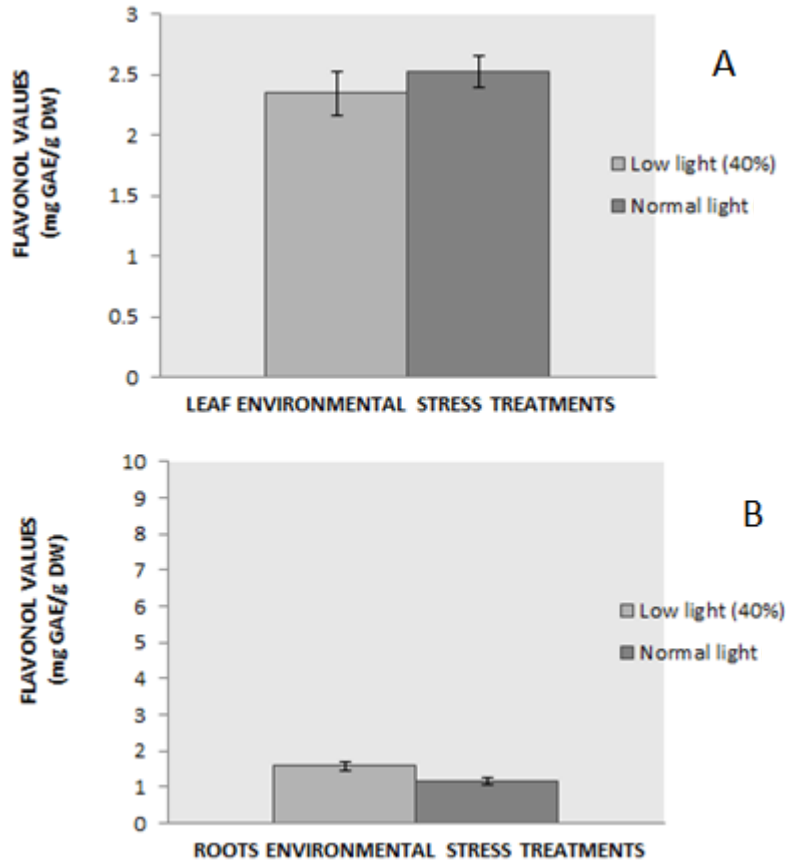 3
2.5
2
1.5
1
0.5
0
FLAVONOL VALUES
(mg GAE/g DW)
A
Low light (40%)
Normal light
LEAF ENVIRONMENTAL STRESS TREATMENTS
10
9
8
7
6
5
4
3
2
1
0
FLAVONOL VALUES
(mg GAE/g DW)
B
Low light (40%)
Normal light
ROOTS ENVIRONMENTAL STRESS TREATMENTS